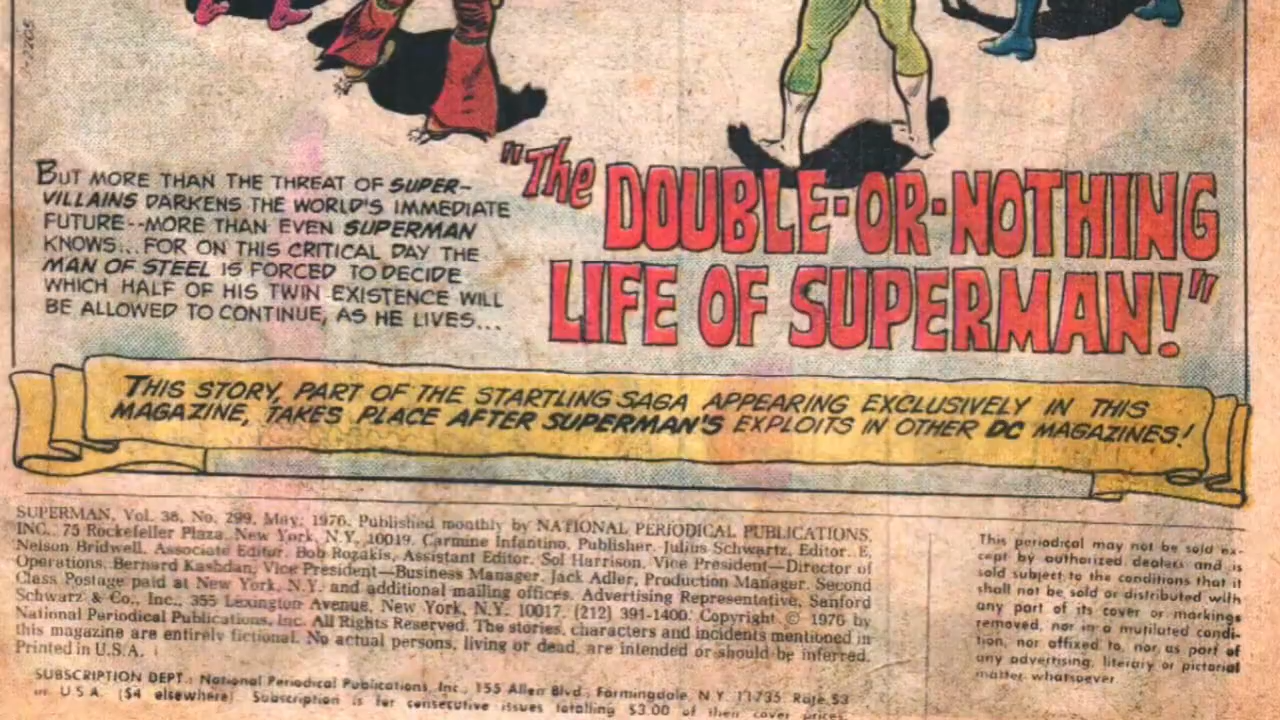 BUT MORE THAN THE THREAT OF SUPER-
VILLAINS DARKENS THE WORLD'S IMMEDIATE
FUTURE--MORE THAN EVEN SUPERMAN
KNOWS... FOR ON THIS CRITICAL DAY THE
MAN OF STEEL IS FORCED TO DECIDE
WHICH HALF OF HIS TWIN EXISTENCE WILL
BE ALLOWED TO CONTINUE, AS HE LIVES...
"The DOUBLE-OR-NOTHING
LIFE OF SUPERMAN!"
THIS STORY, PART OF THE STARTLING SAGA APPEARING EXCLUSIVELY IN THIS
MAGAZINE, TAKES PLACE AFTER SUPERMAN'S EXPLOITS IN OTHER DC MAGAZINES!
SUPERMAN, Vol. 38, No. 299, May, 1976. Published monthly by NATIONAL PERIODICAL PUBLICATIONS,
INC., 75 Rockefeller Plaza, New York, N.Y. 10019. Carmine Infantino, Publisher. Julius Schwartz, Editor. E.
Nelson Bridwell, Associate Editor. Bob Rozakis, Assistant Editor. Sol Harrison, Vice President—Director of
Operations. Bernard Kashdan, Vice President—Business Manager. Jack Adler, Production Manager. Second
Class Postage paid at New York, N.Y. and additional mailing offices. Advertising Representative, Sanford
Schwarz & Co., Inc., 355 Lexington Avenue, New York, N.Y. 10017. (212) 391-1400. Copyright © 1976 by
National Periodical Publications, Inc. All Rights Reserved. The stories, characters and incidents mentioned in
this magazine are entirely fictional. No actual persons, living or dead, are intended or should be inferred.
Printed in U.S.A.
SUBSCRIPTION DEPT.: National Periodical Publications, Inc., 155 Allen Blvd., Farmingdale, N.Y. 11735. Rate $3
in U.S.A. ($4 elsewhere). Subscription is for consecutive issues totalling $3.00 of their cover prices.
This periodical may not be sold ex-
cept by authorized dealers and is
sold subject to the conditions that it
shall not be sold or distributed with
any part of its cover or markings
removed, nor in a mutilated condi-
tion, nor affixed to, nor as part of
any advertising, literary or pictorial
matter whatsoever.